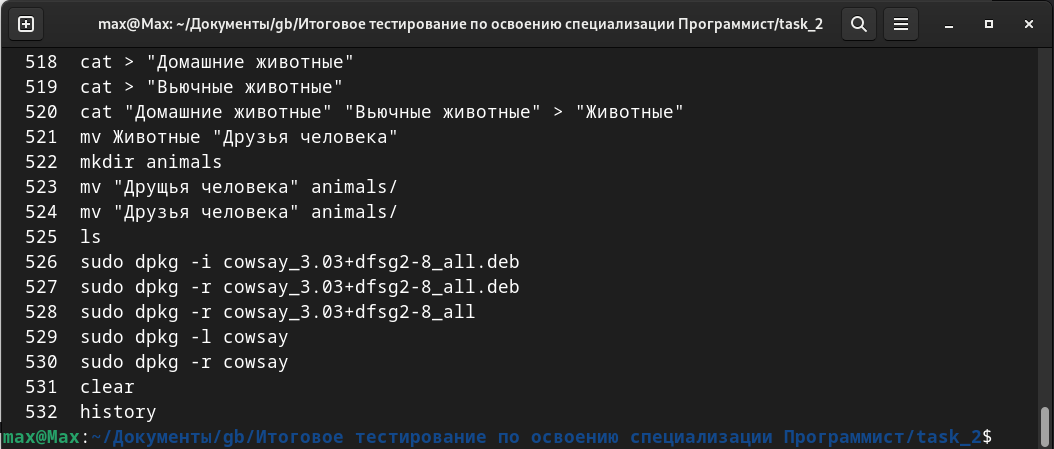 max@Max: ~/Документы/gb/Итоговое тестирование по освоению специализации Программист/task_2
518 cat > "Домашние животные"
519 cat > "Вьючные животные"
520 cat "Домашние животные" "Вьючные животные" > "Животные"
521 mv Животные "Друзья человека"
522 mkdir animals
523 mv "Друщья человека" animals/
524 mv "Друзья человека" animals/
525 ls
526 sudo dpkg -i cowsay_3.03+dfsg2-8_all.deb
527 sudo dpkg -r cowsay_3.03+dfsg2-8_all.deb
528 sudo dpkg -r cowsay_3.03+dfsg2-8_all
529 sudo dpkg -l cowsay
530 sudo dpkg -r cowsay
531 clear
532 history
max@Max:~/Документы/gb/Итоговое тестирование по освоению специализации Программист/task_2$